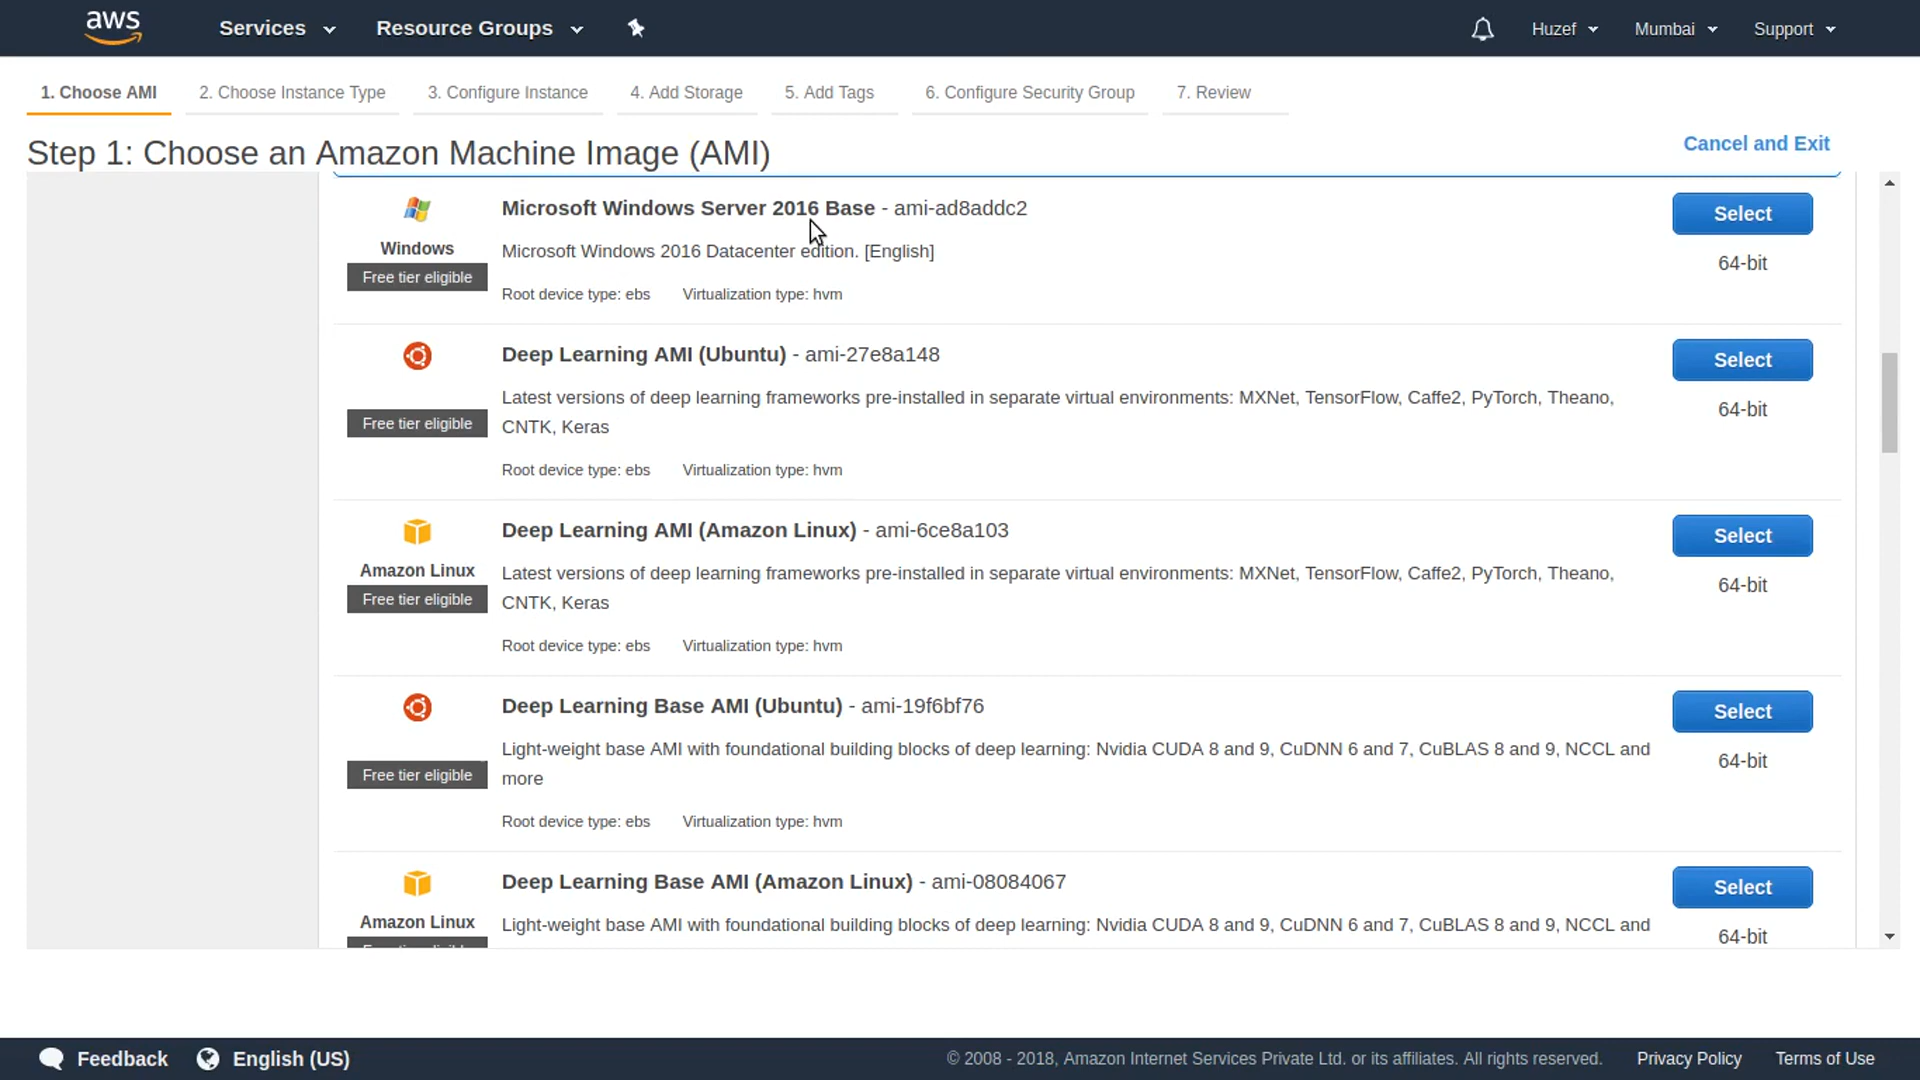 aws
Services
Resource Groups
Huzef
Mumbai
Support
1. Choose AMI
2. Choose Instance Type
3. Configure Instance
4. Add Storage
5. Add Tags
6. Configure Security Group
7. Review
Step 1: Choose an Amazon Machine Image (AMI)
Cancel and Exit
Windows
Free tier eligible
Microsoft Windows Server 2016 Base - ami-ad8addc2
Microsoft Windows 2016 Datacenter edition. [English]
Root device type: ebs
Virtualization type: hvm
Select
64-bit
Free tier eligible
Deep Learning AMI (Ubuntu) - ami-27e8a148
Latest versions of deep learning frameworks pre-installed in separate virtual environments: MXNet, TensorFlow, Caffe2, PyTorch, Theano,
CNTK, Keras
Root device type: ebs
Virtualization type: hvm
Select
64-bit
Amazon Linux
Free tier eligible
Deep Learning AMI (Amazon Linux) - ami-6ce8a103
Latest versions of deep learning frameworks pre-installed in separate virtual environments: MXNet, TensorFlow, Caffe2, PyTorch, Theano,
CNTK, Keras
Root device type: ebs
Virtualization type: hvm
Select
64-bit
Free tier eligible
Deep Learning Base AMI (Ubuntu) - ami-19f6bf76
Light-weight base AMI with foundational building blocks of deep learning: Nvidia CUDA 8 and 9, CuDNN 6 and 7, CuBLAS 8 and 9, NCCL and
more
Root device type: ebs
Virtualization type: hvm
Select
64-bit
Amazon Linux
Deep Learning Base AMI (Amazon Linux) - ami-08084067
Light-weight base AMI with foundational building blocks of deep learning: Nvidia CUDA 8 and 9, CuDNN 6 and 7, CuBLAS 8 and 9, NCCL and
Select
64-bit
Feedback
English (US)
© 2008 - 2018, Amazon Internet Services Private Ltd. or its affiliates. All rights reserved.
Privacy Policy
Terms of Use